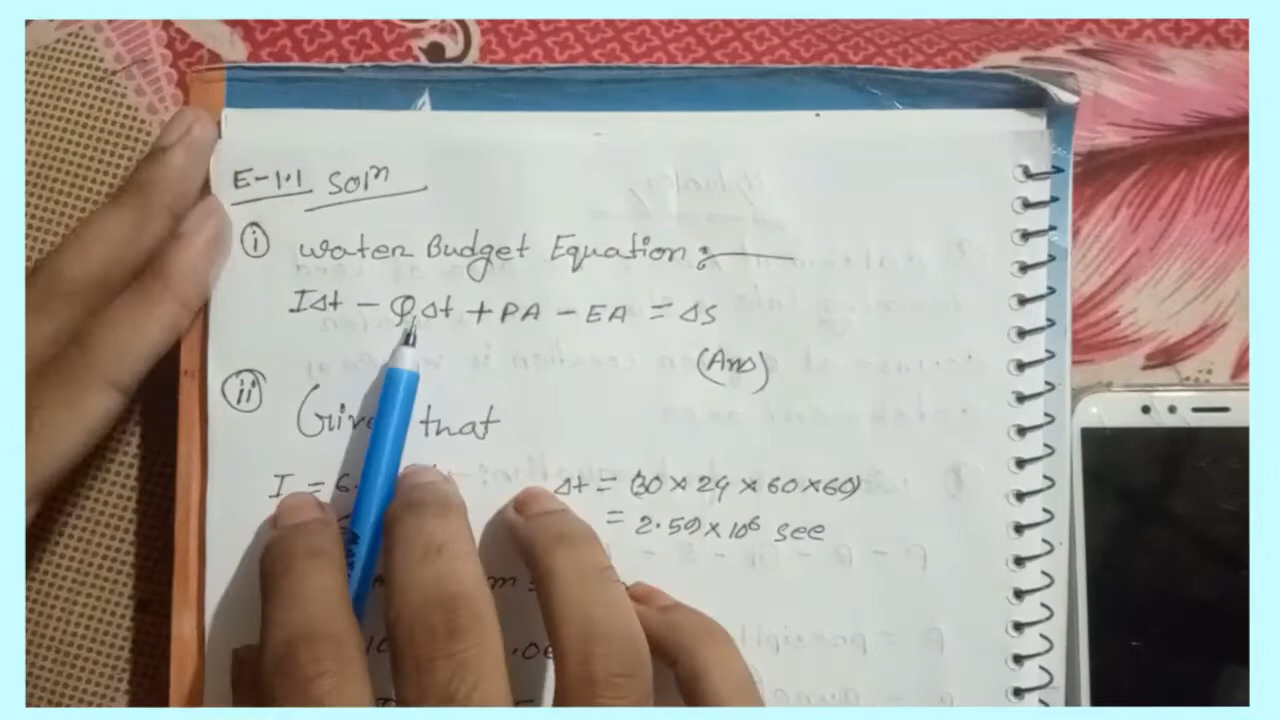 E-1.1 Solⁿ
(i) Water Budget Equation :
IΔt - QΔt + PA - EA = ΔS
(Ans)
(ii) Given that
I = 6. Δt = (30 × 24 × 60 × 60)
= 2.59 × 10⁶ sec